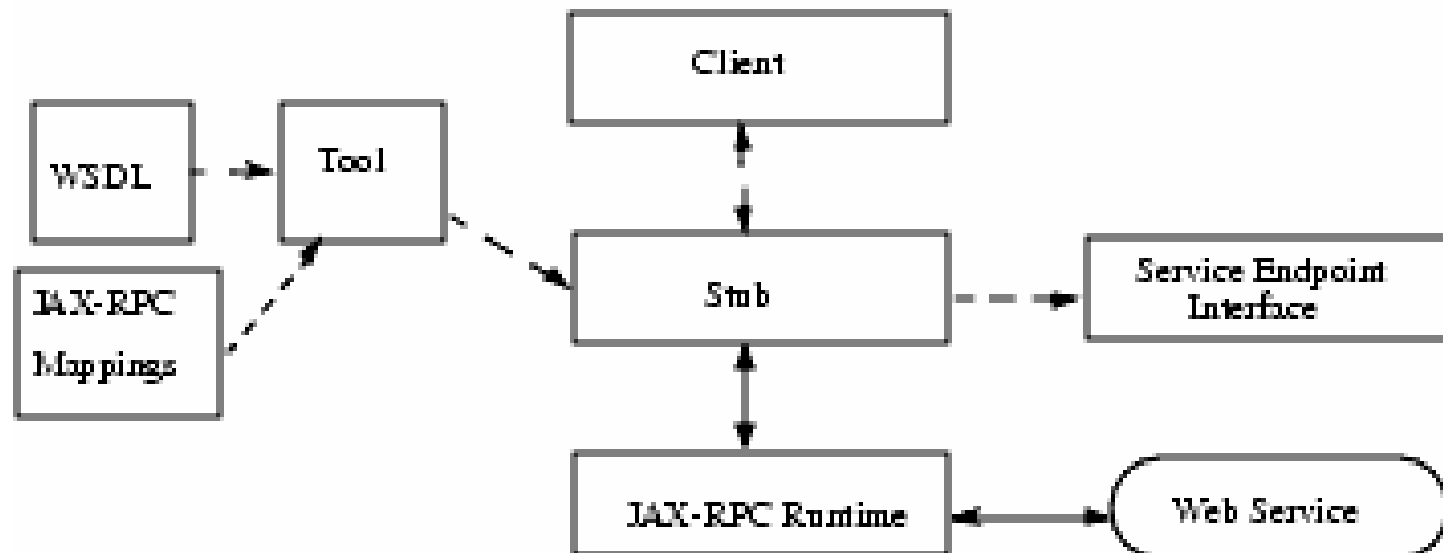 Client
WSDL
Tool
JAX-RPC
Mappings
Stub
Service Endpoint
Interface
JAX-RPC Runtime
Web Service